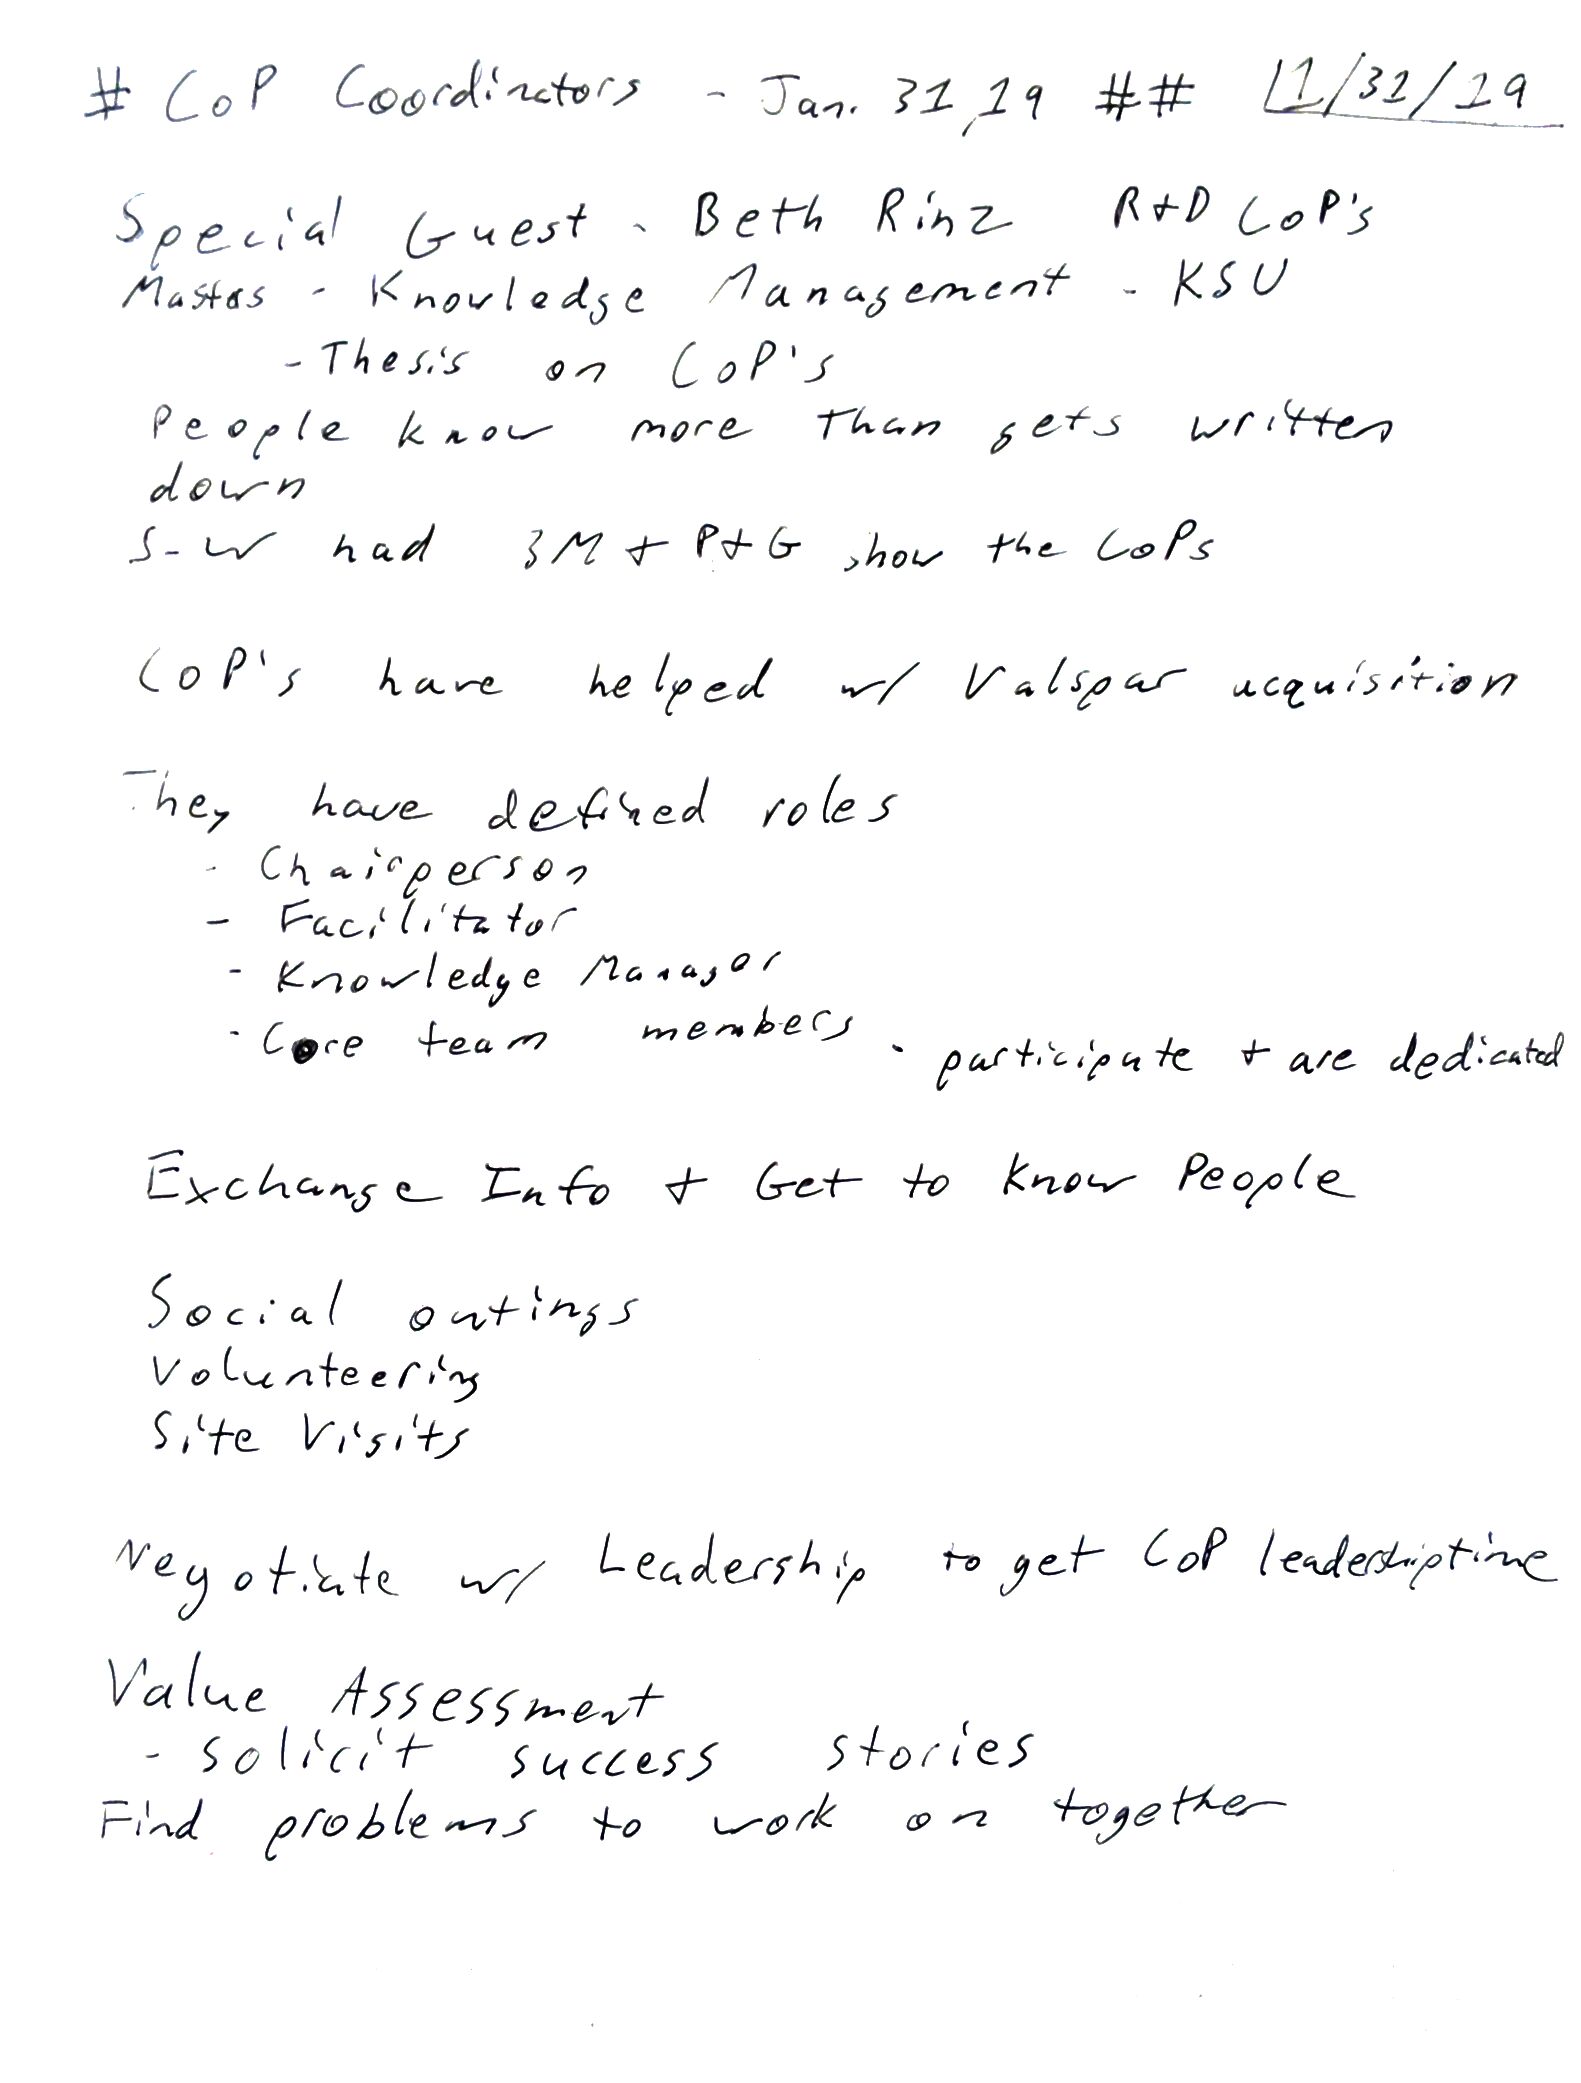 # CoP Coordinators - Jan. 31, 19 ## 1/31/19
Special Guest - Beth Rinz R+D CoP's
Masters - Knowledge Management - KSU
- Thesis on CoP's
People know more than gets written
down
S-W had 3M + P+G show the CoPs
CoP's have helped w/ Valspar acquisition
They have defined roles
- Chairperson
- Facilitator
- Knowledge Manager
- Core team members - participate + are dedicated
Exchange Info + Get to know People
Social outings
Volunteering
Site Visits
Negotiate w/ Leadership to get CoP leadership time
Value Assessment
- solicit success stories
Find problems to work on together